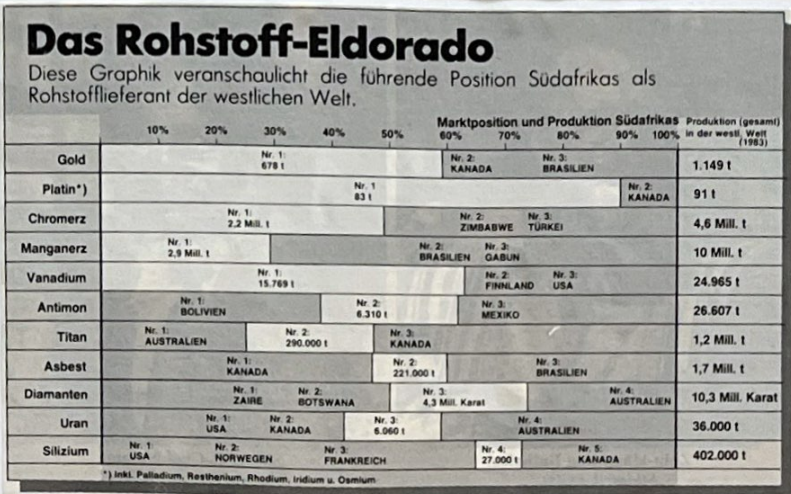 Das Rohstoff-Eldorado
Diese Graphik veranschaulicht die führende Position Südafrikas als
Rohstofflieferant der westlichen Welt.
Marktposition und Produktion Südafrikas Produktion (gesamt)
10% 20% 30% 40% 50% 60% 70% 80% 90% 100% in der westl. Welt
(1983)
Gold Nr. 1: Nr. 2: Nr. 3:
678 t KANADA BRASILIEN 1.149 t
Platin*) Nr. 1 Nr. 2:
83 t KANADA 91 t
Chromerz Nr. 1: Nr. 2: Nr. 3:
2,2 Mill. t ZIMBABWE TÜRKEI 4,6 Mill. t
Manganerz Nr. 1: Nr. 2: Nr. 3:
2,9 Mill. t BRASILIEN GABUN 10 Mill. t
Vanadium Nr. 1: Nr. 2: Nr. 3:
15.769 t FINNLAND USA 24.965 t
Antimon Nr. 1: Nr. 2: Nr. 3:
BOLIVIEN 6.310 t MEXIKO 26.607 t
Titan Nr. 1: Nr. 2: Nr. 3:
AUSTRALIEN 290.000 t KANADA 1,2 Mill. t
Asbest Nr. 1: Nr. 2: Nr. 3:
KANADA 221.000 t BRASILIEN 1,7 Mill. t
Diamanten Nr. 1: Nr. 2: Nr. 3: Nr. 4:
ZAIRE BOTSWANA 4,3 Mill. Karat AUSTRALIEN 10,3 Mill. Karat
Uran Nr. 1: Nr. 2: Nr. 3: Nr. 4:
USA KANADA 6.060 t AUSTRALIEN 36.000 t
Silizium Nr. 1: Nr. 2: Nr. 3: Nr. 4: Nr. 5:
USA NORWEGEN FRANKREICH 27.000 t KANADA 402.000 t
*) inkl. Palladium, Resthenium, Rhodium, Iridium u. Osmium